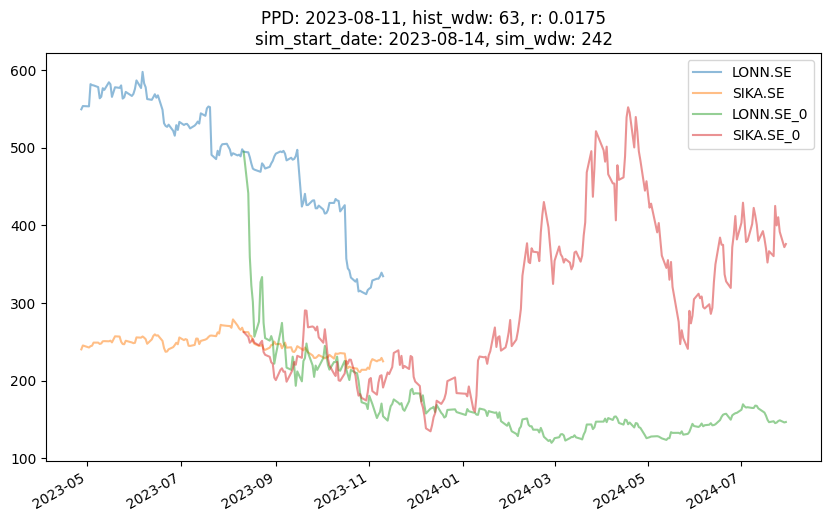 PPD: 2023-08-11, hist_wdw: 63, r: 0.0175
sim_start_date: 2023-08-14, sim_wdw: 242
LONN.SE
SIKA.SE
LONN.SE_0
SIKA.SE_0
600
500
400
300
200
100
2023-05
2023-07
2023-09
2023-11
2024-01
2024-03
2024-05
2024-07